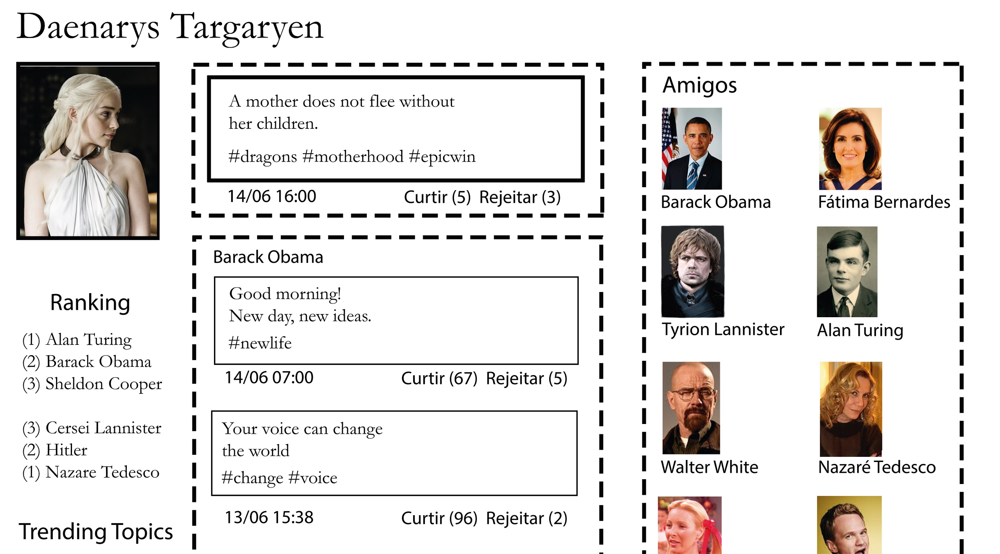 Daenarys Targaryen
A mother does not flee without
her children.
#dragons #motherhood #epicwin
14/06 16:00
Curtir (5) Rejeitar (3)
Barack Obama
Good morning!
New day, new ideas.
#newlife
14/06 07:00
Curtir (67) Rejeitar (5)
Your voice can change
the world
#change #voice
13/06 15:38
Curtir (96) Rejeitar (2)
Ranking
(1) Alan Turing
(2) Barack Obama
(3) Sheldon Cooper
(3) Cersei Lannister
(2) Hitler
(1) Nazare Tedesco
Trending Topics
Amigos
Barack Obama
Fátima Bernardes
Tyrion Lannister
Alan Turing
Walter White
Nazaré Tedesco